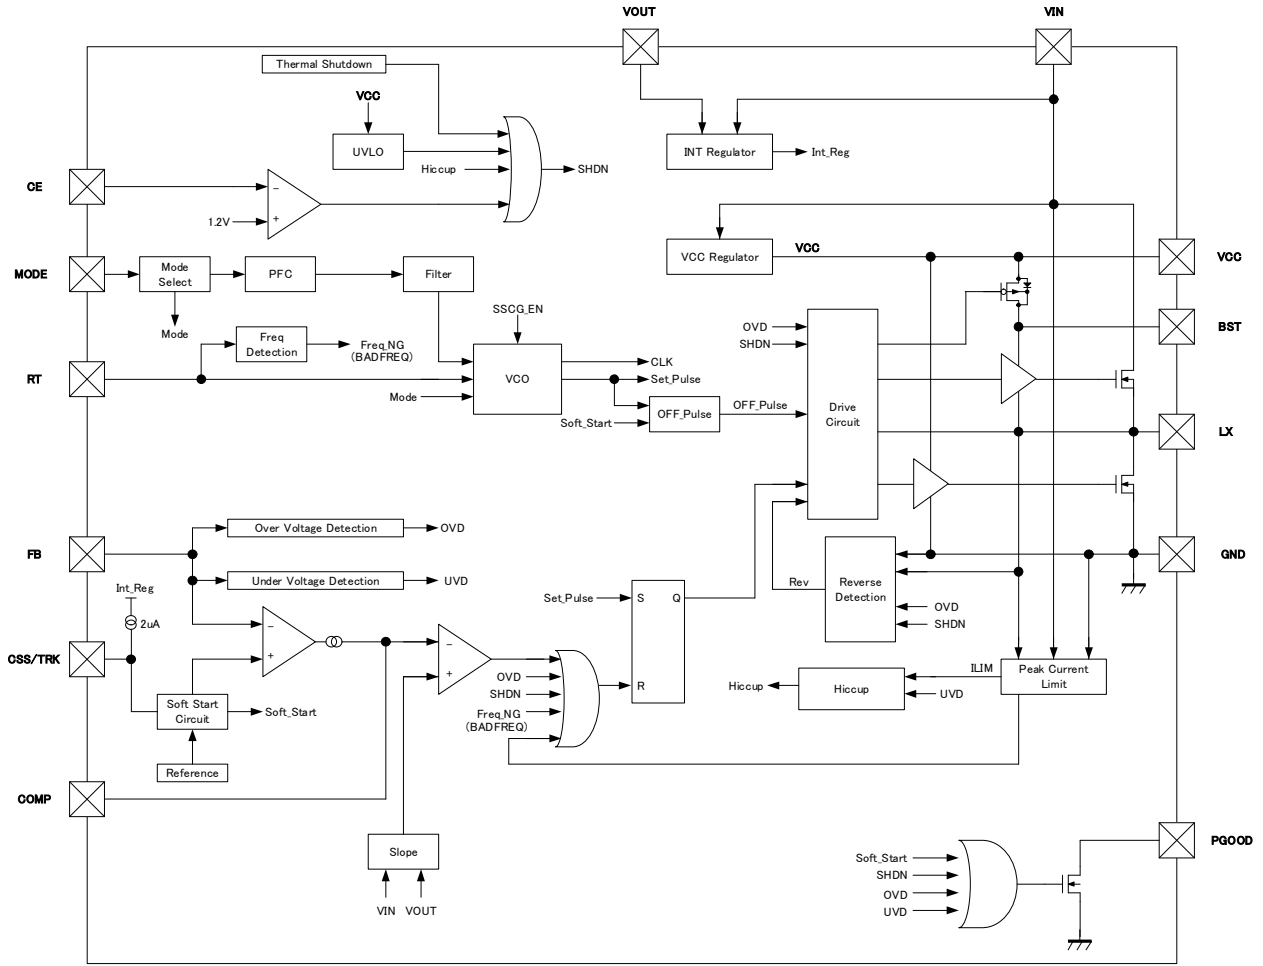 VOUT
VIN
Thermal Shutdown
VCC
UVLO
Hiccup
SHDN
INT Regulator
Int_Reg
CE
1.2V
-
+
VCC Regulator
VCC
VCC
MODE
Mode
Select
PFC
Filter
Mode
SSCG_EN
Freq
Detection
Freq_NG
(BADFREQ)
RT
VCO
Mode
CLK
Set_Pulse
OFF_Pulse
OFF_Pulse
Soft_Start
OVD
SHDN
Drive
Circuit
BST
LX
FB
Over Voltage Detection
OVD
Under Voltage Detection
UVD
GND
Int_Reg
2uA
Rev
Reverse
Detection
OVD
SHDN
Set_Pulse
S
Q
R
-
+
-
+
CSS/TRK
Soft Start
Circuit
Soft_Start
Reference
OVD
SHDN
Freq_NG
(BADFREQ)
Hiccup
Hiccup
ILIM
UVD
Peak Current
Limit
COMP
Slope
VIN
VOUT
PGOOD
Soft_Start
SHDN
OVD
UVD